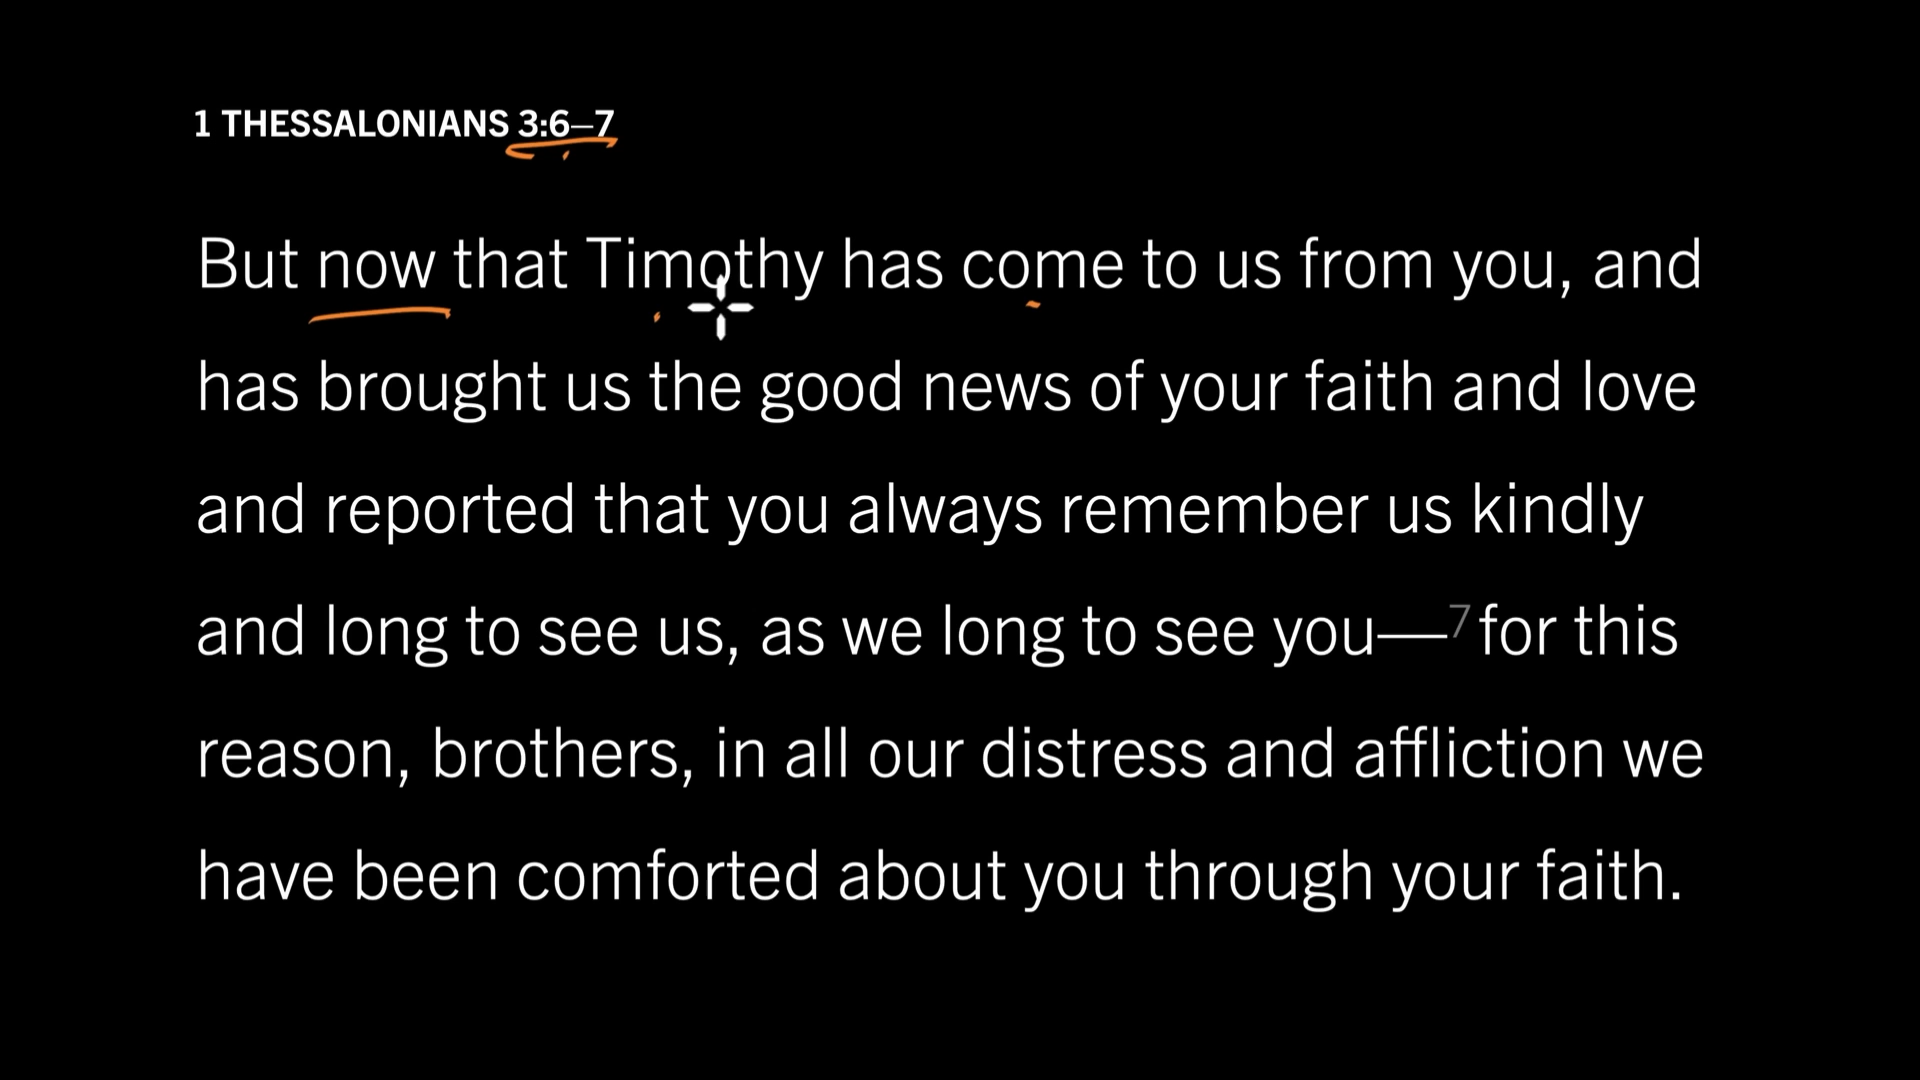 1 THESSALONIANS 3:6–7
But now that Timothy has come to us from you, and
has brought us the good news of your faith and love
and reported that you always remember us kindly
and long to see us, as we long to see you—7 for this
reason, brothers, in all our distress and affliction we
have been comforted about you through your faith.